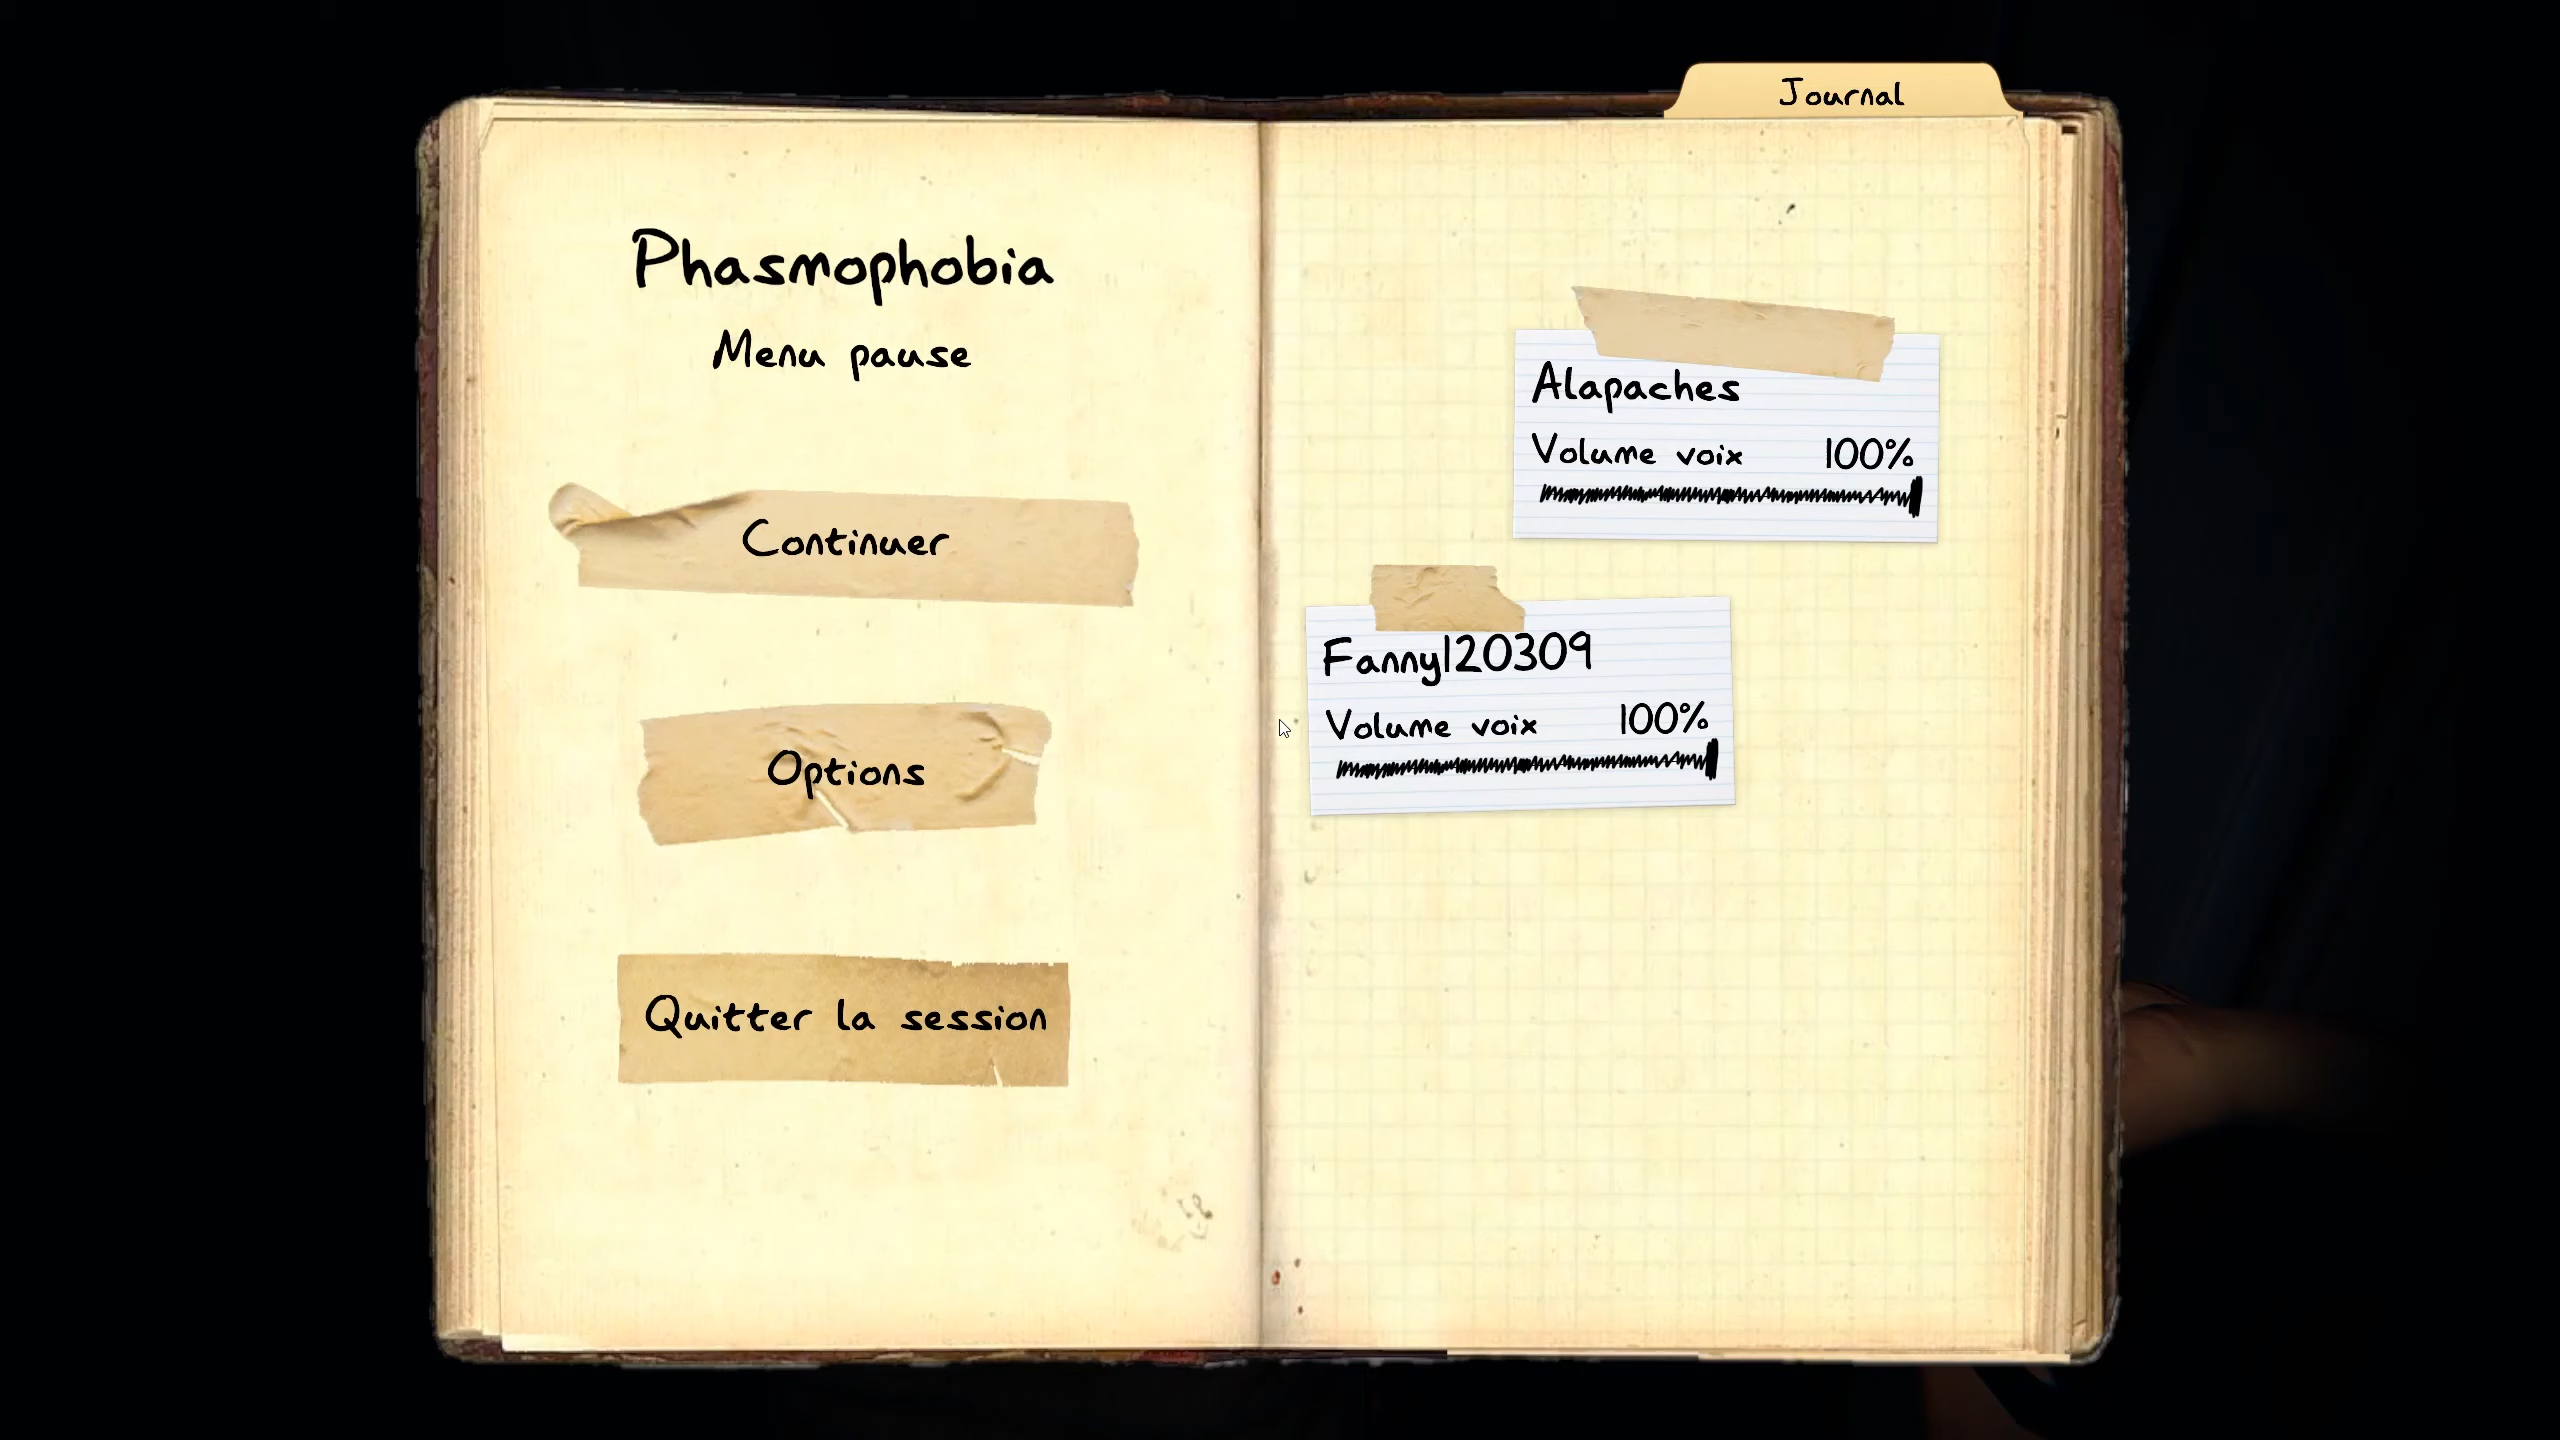 Journal
Phasmophobia
Menu pause
Continuer
Options
Quitter la session
Alapaches
Volume voix 100%
Fanny120309
Volume voix 100%